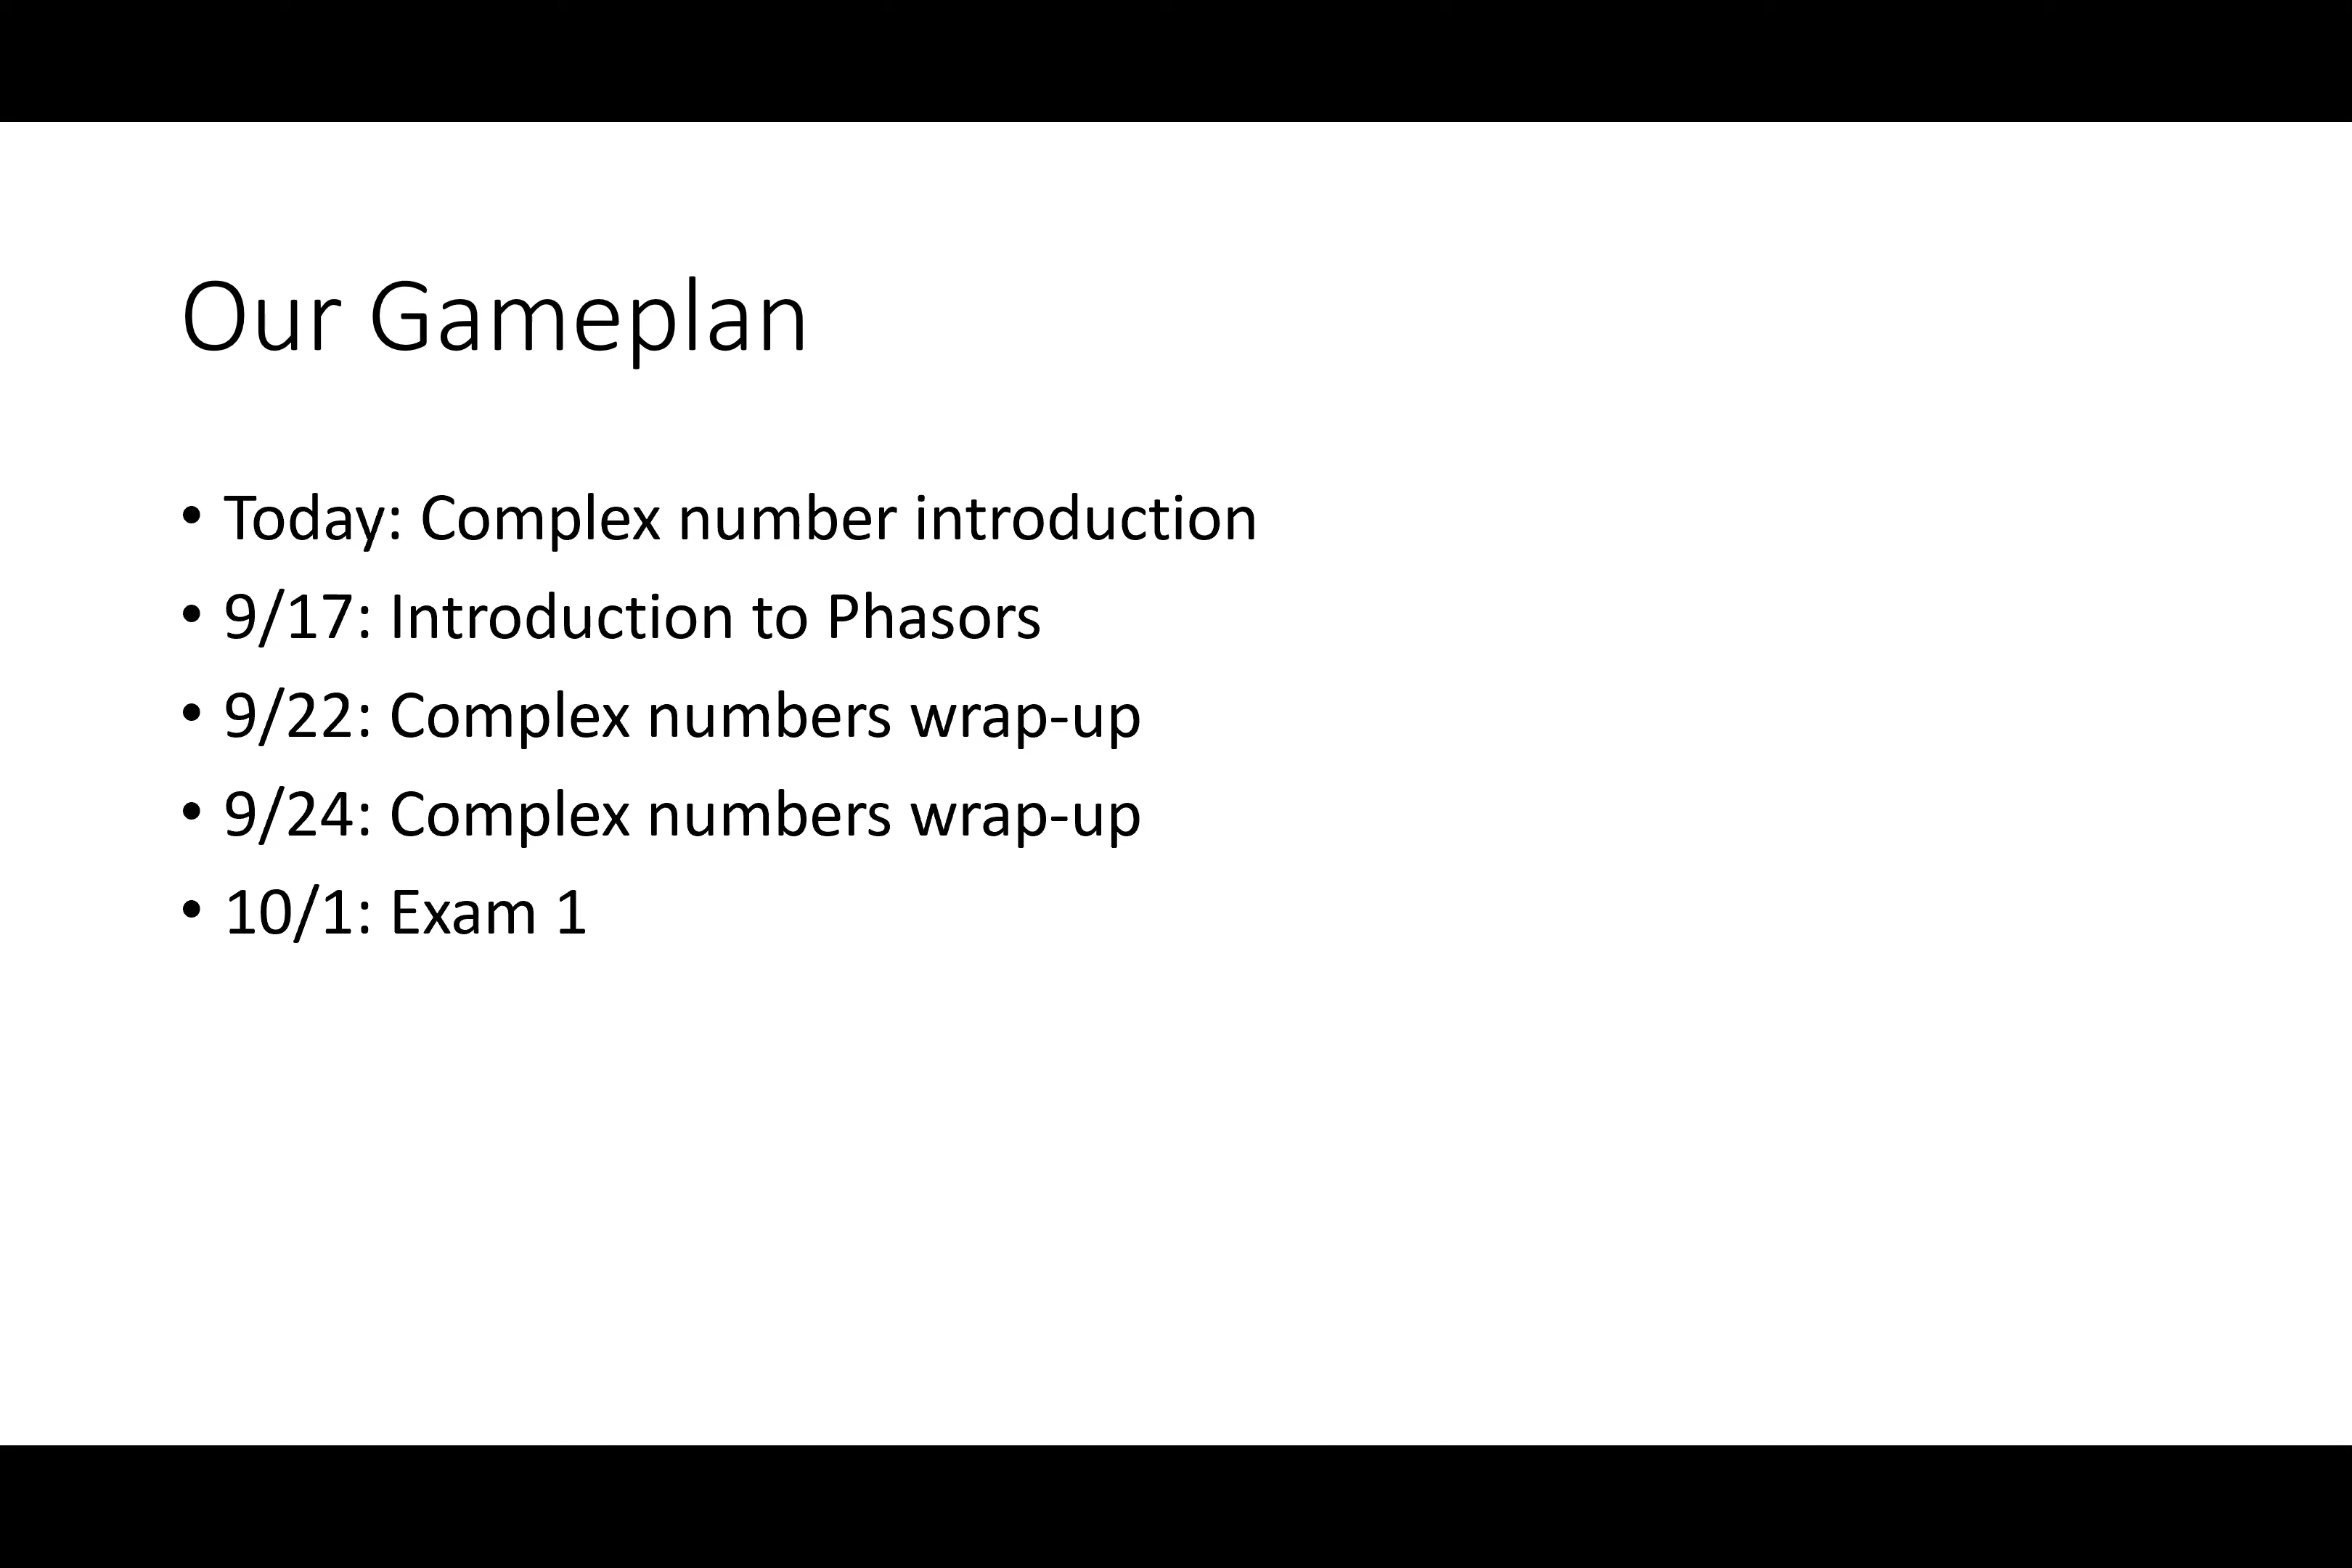 Our Gameplan
• Today: Complex number introduction
• 9/17: Introduction to Phasors
• 9/22: Complex numbers wrap-up
• 9/24: Complex numbers wrap-up
• 10/1: Exam 1